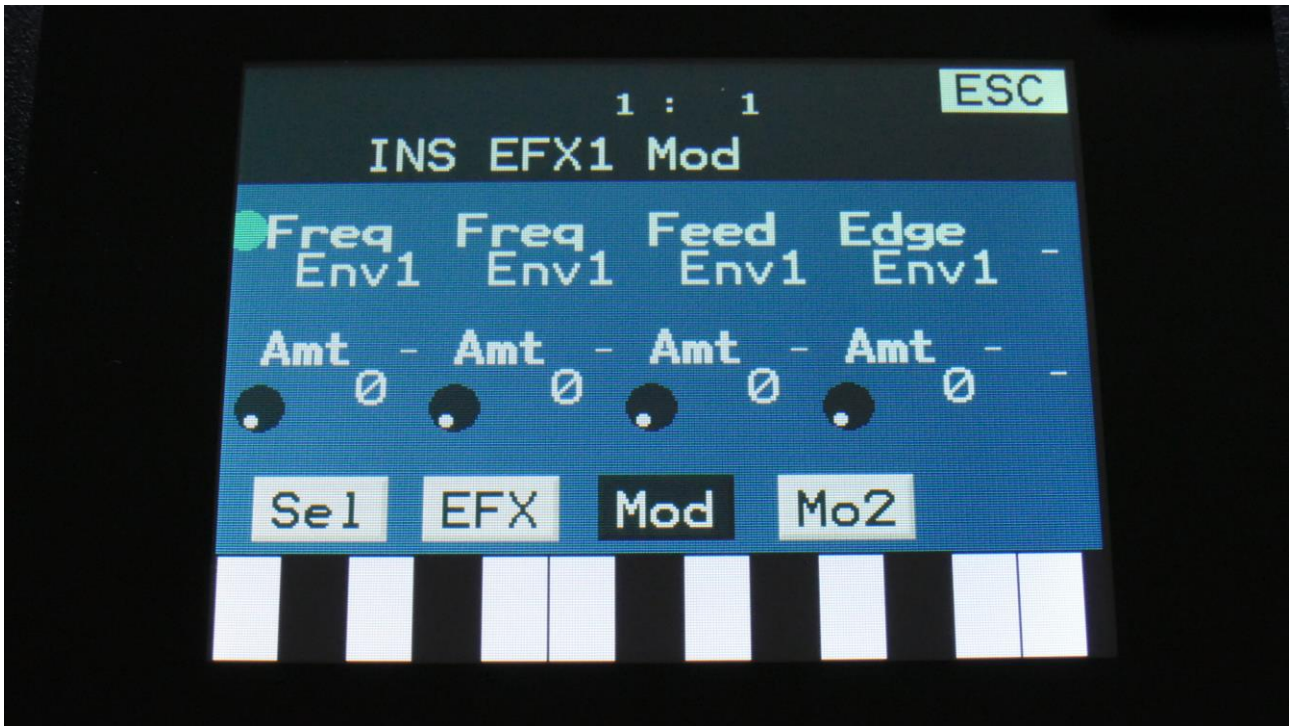 ESC
1 : 1
INS EFX1 Mod
Freq Freq Feed Edge -
Env1 Env1 Env1 Env1
Amt - Amt - Amt - Amt -
0 0 0 0 -
Sel EFX Mod Mo2